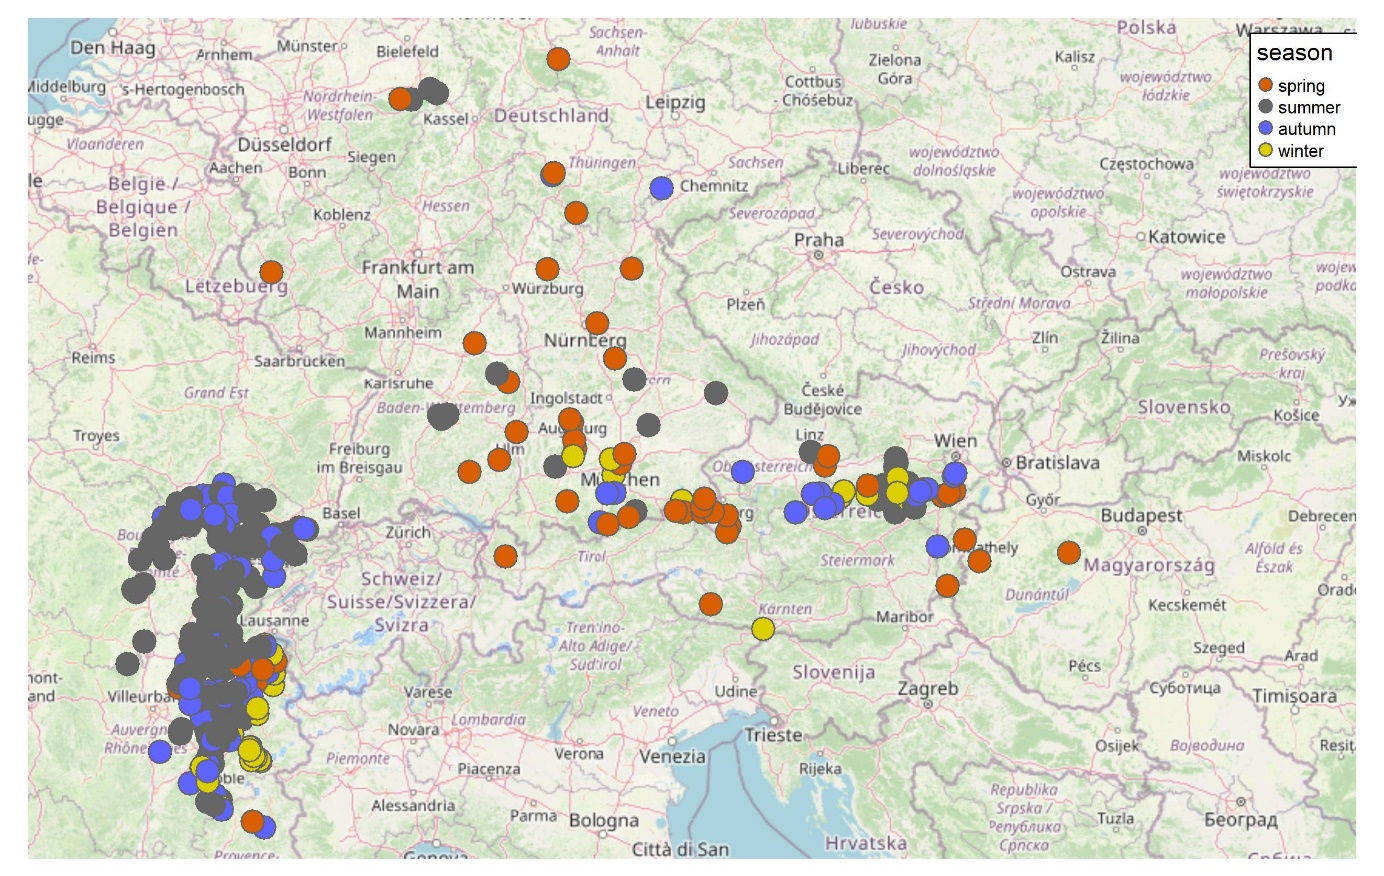 Den Haag
Arnhem
Münster
Bielefeld
Sachsen-
Anhalt
lubuskie
Zielona
Góra
Polska
Kalisz
Warszawa
season
spring
summer
autumn
winter
Middelburg
's-Hertogenbosch
Nordrhein-
Westfalen
Kassel
Deutschland
Leipzig
Cottbus
- Chóśebuz
województwo
łódzkie
Vlaanderen
Düsseldorf
Aachen
Siegen
Bonn
Thüringen
Sachsen
Chemnitz
Liberec
województwo
dolnośląskie
Częstochowa
województwo
świętokrzyskie
België /
Belgique /
Belgien
Koblenz
Hessen
Severozápad
województwo
opolskie
Praha
Severovýchod
Katowice
Lëtzebuerg
Frankfurt am
Main
Würzburg
Plzeň
Česko
Ostrava
województwo
małopolskie
Střední Morava
Mannheim
Nürnberg
Reims
Saarbrücken
Jihozápad
Jihovýchod
Zlín
Žilina
Prešovský
kraj
Grand Est
Karlsruhe
Baden-Württemberg
Ingolstadt
České
Budějovice
Slovensko
Košice
Troyes
Freiburg
im Breisgau
Linz
Wien
Bratislava
Miskolc
München
Győr
Budapest
Debrecen
Basel
Zürich
Tirol
Steiermark
Magyarország
Alföld és
Észak
Schweiz/
Suisse/Svizzera/
Svizra
Lausanne
Kärnten
Maribor
Dunántúl
Kecskemét
Trentino-
Alto Adige/
Südtirol
Slovenija
Szeged
Arad
Pécs
Varese
Udine
Zagreb
Суботица
Timișoara
Auvergne
Rhône
Novara
Lombardia
Veneto
Trieste
Osijek
Војводина
Piemonte
Verona
Venezia
Piacenza
Rijeka
Alessandria
Parma
Bologna
Republika
Srpska /
Република
Српска
Tuzla
Београд
Genova
Città di San
Hrvatska
Provence-